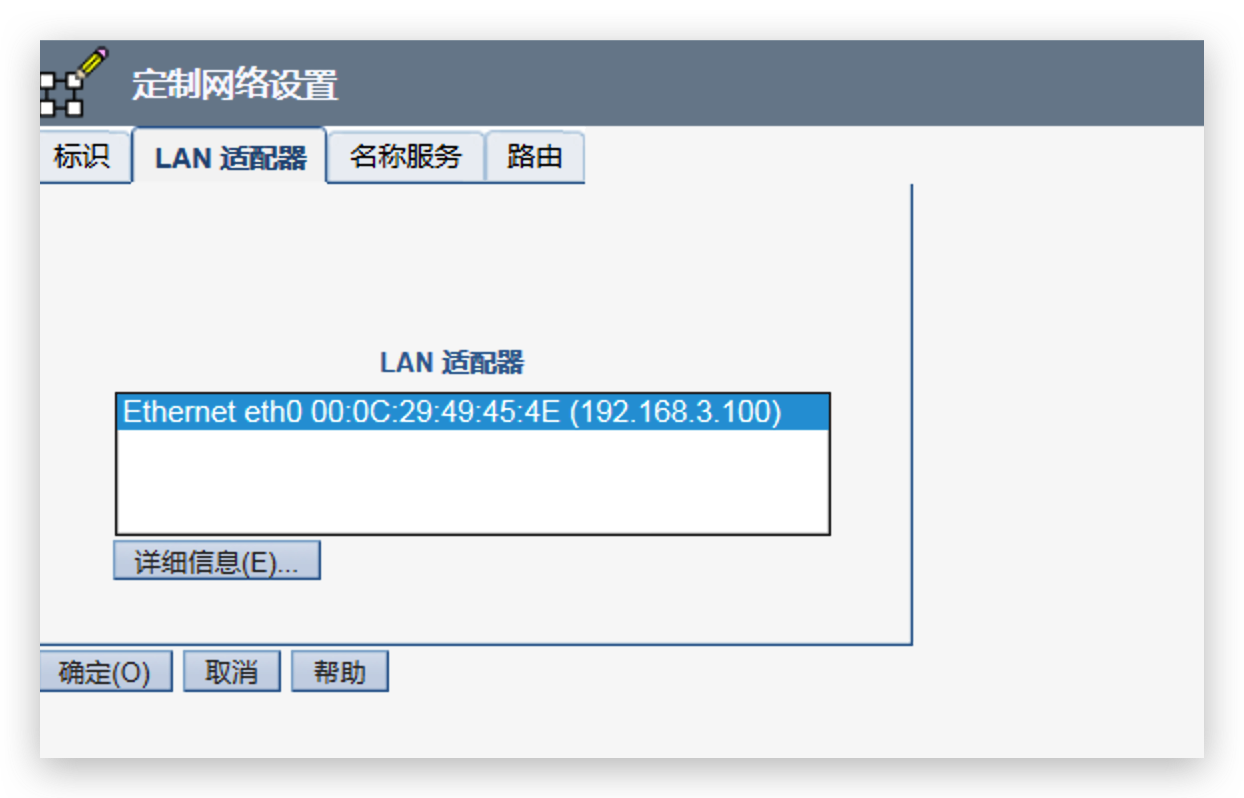 定制网络设置
标识 LAN 适配器 名称服务 路由
LAN 适配器
Ethernet eth0 00:0C:29:49:45:4E (192.168.3.100)
详细信息(E)...
确定(O) 取消 帮助